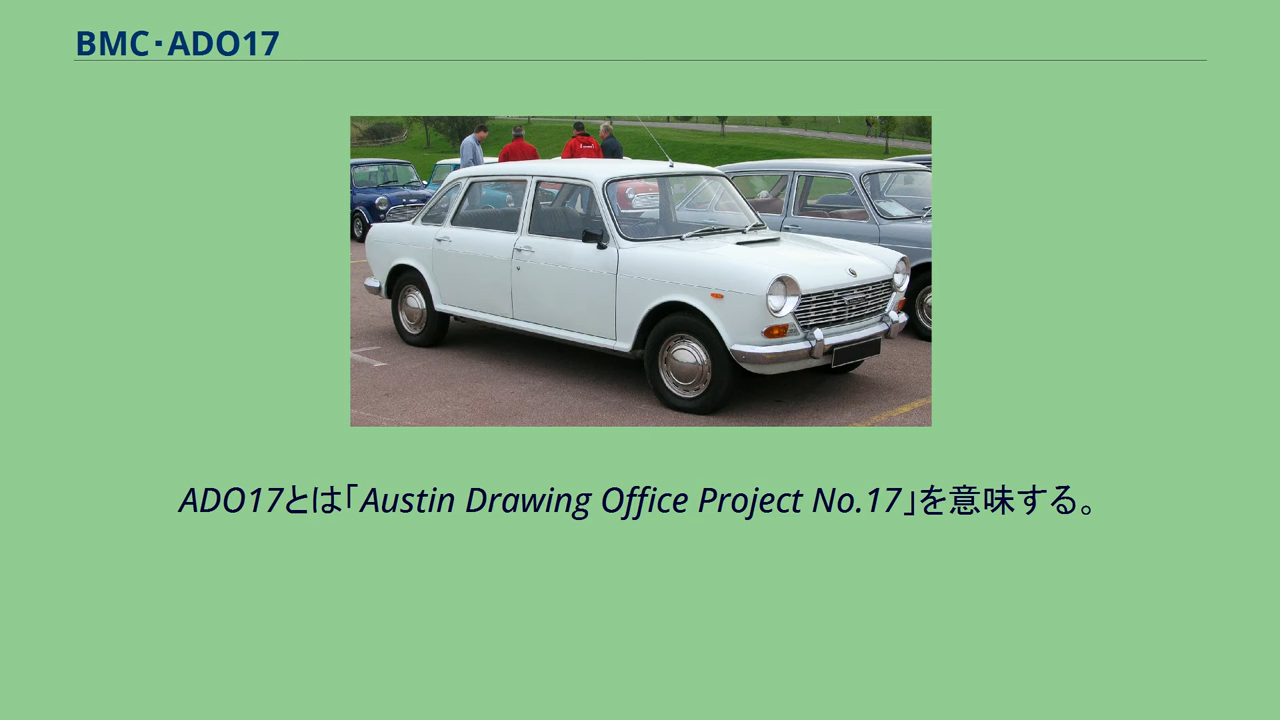 BMC・ADO17
ADO17とは「Austin Drawing Office Project No.17」を意味する。